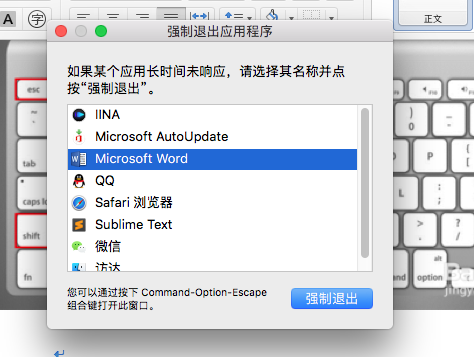 A 字
正文
强制退出应用程序
如果某个应用长时间未响应，请选择其名称并点
按“强制退出”。
IINA
Microsoft AutoUpdate
Microsoft Word
QQ
Safari 浏览器
Sublime Text
微信
访达
您可以通过按下 Command-Option-Escape
组合键打开此窗口。
强制退出
esc
~
tab
caps lo
shift
fn
)
0
P
{
[
:
;
alt
option